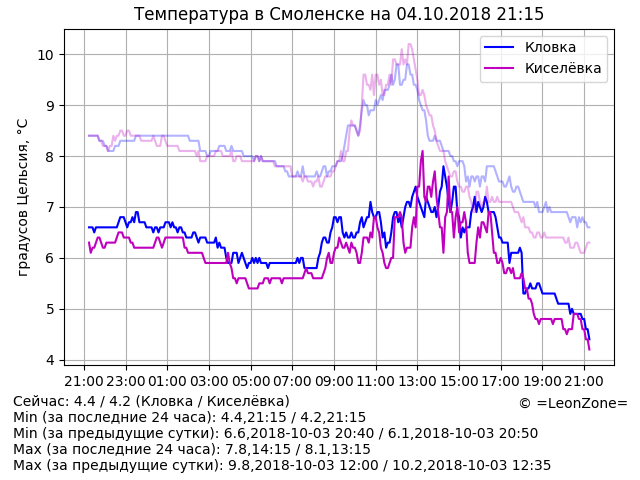 Температура в Смоленске на 04.10.2018 21:15
Кловка
Киселёвка
градусов Цельсия, °C
10
9
8
7
6
5
4
21:00 23:00 01:00 03:00 05:00 07:00 09:00 11:00 13:00 15:00 17:00 19:00 21:00
Сейчас: 4.4 / 4.2 (Кловка / Киселёвка)
© =LeonZone=
Min (за последние 24 часа): 4.4,21:15 / 4.2,21:15
Min (за предыдущие сутки): 6.6,2018-10-03 20:40 / 6.1,2018-10-03 20:50
Max (за последние 24 часа): 7.8,14:15 / 8.1,13:15
Max (за предыдущие сутки): 9.8,2018-10-03 12:00 / 10.2,2018-10-03 12:35